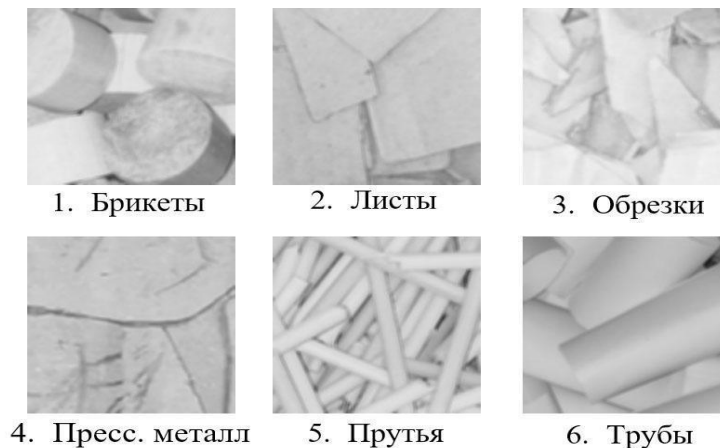 1. Брикеты
2. Листы
3. Обрезки
4. Пресс. металл
5. Прутья
6. Трубы